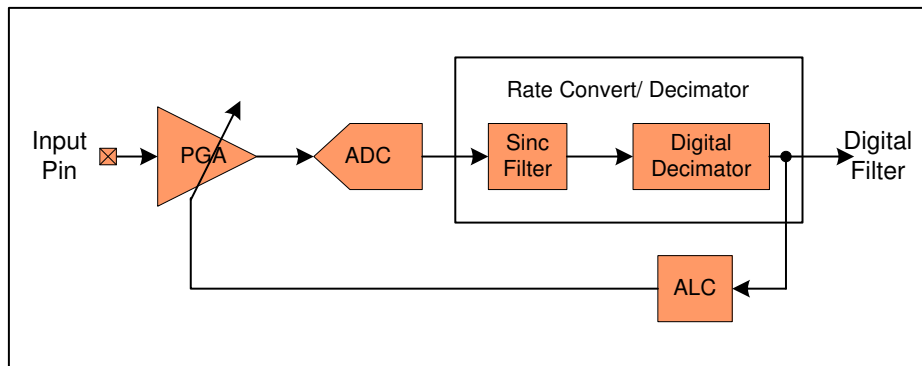 Rate Convert/ Decimator
Input
Pin
PGA
ADC
Sinc
Filter
Digital
Decimator
Digital
Filter
ALC